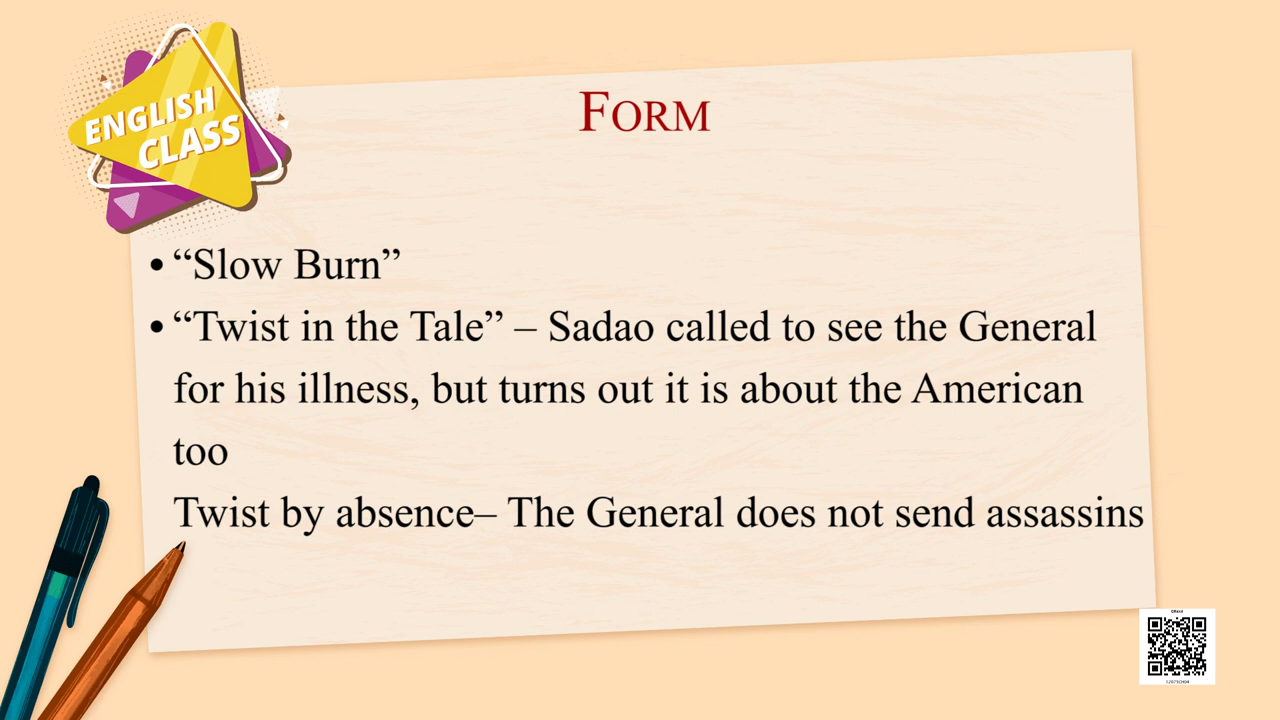 ENGLISH
CLASS
FORM
• “Slow Burn”
• “Twist in the Tale” – Sadao called to see the General
for his illness, but turns out it is about the American
too
Twist by absence– The General does not send assassins